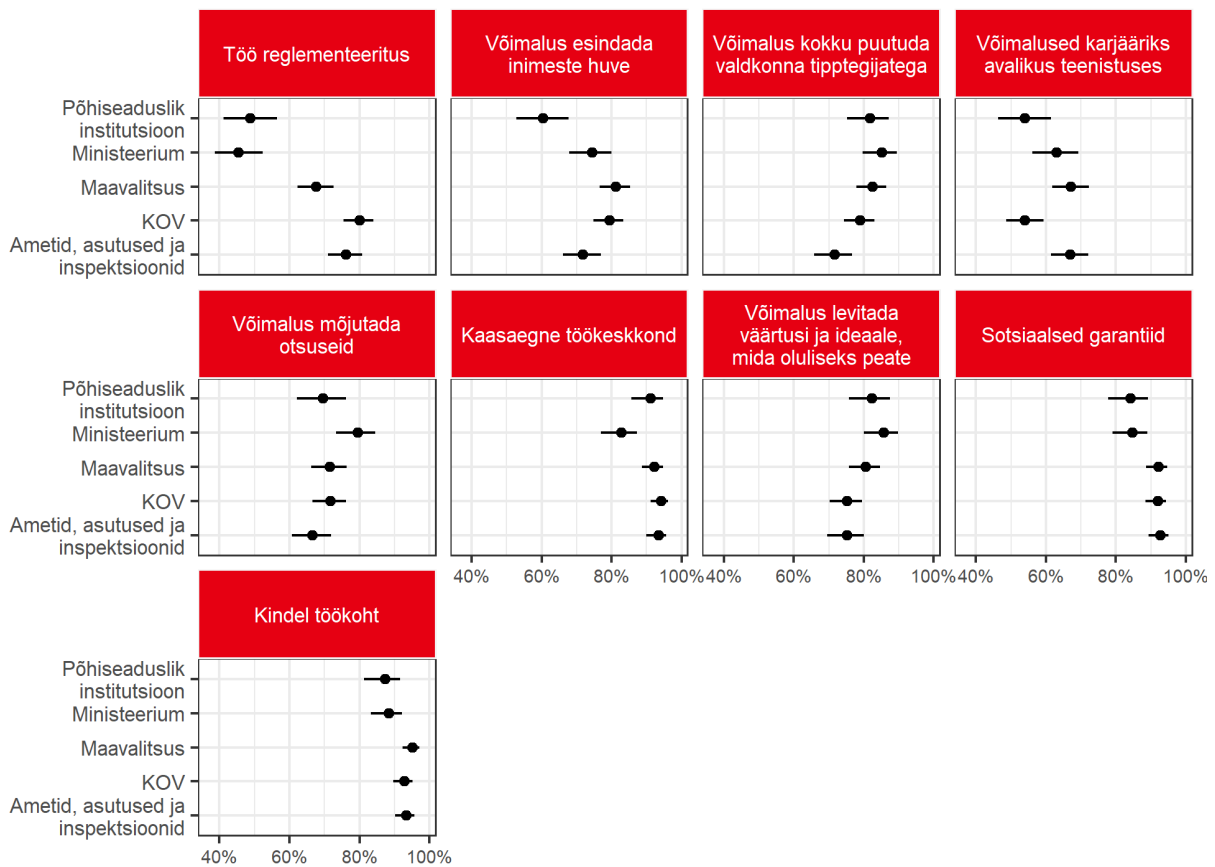 Töö reglementeeritus
Võimalus esindada
inimeste huve
Võimalus kokku puutuda
valdkonna tipptegijatega
Võimalused karjääriks
avalikus teenistuses
Põhiseaduslik
institutsioon
Ministeerium
Maavalitsus
KOV
Ametid, asutused ja
inspektsioonid
Võimalus mõjutada
otsuseid
Kaasaegne töökeskkond
Võimalus levitada
väärtusi ja ideaale,
mida oluliseks peate
Sotsiaalsed garantiid
Põhiseaduslik
institutsioon
Ministeerium
Maavalitsus
KOV
Ametid, asutused ja
inspektsioonid
40% 60% 80% 100%
40% 60% 80% 100%
40% 60% 80% 100%
Kindel töökoht
Põhiseaduslik
institutsioon
Ministeerium
Maavalitsus
KOV
Ametid, asutused ja
inspektsioonid
40% 60% 80% 100%